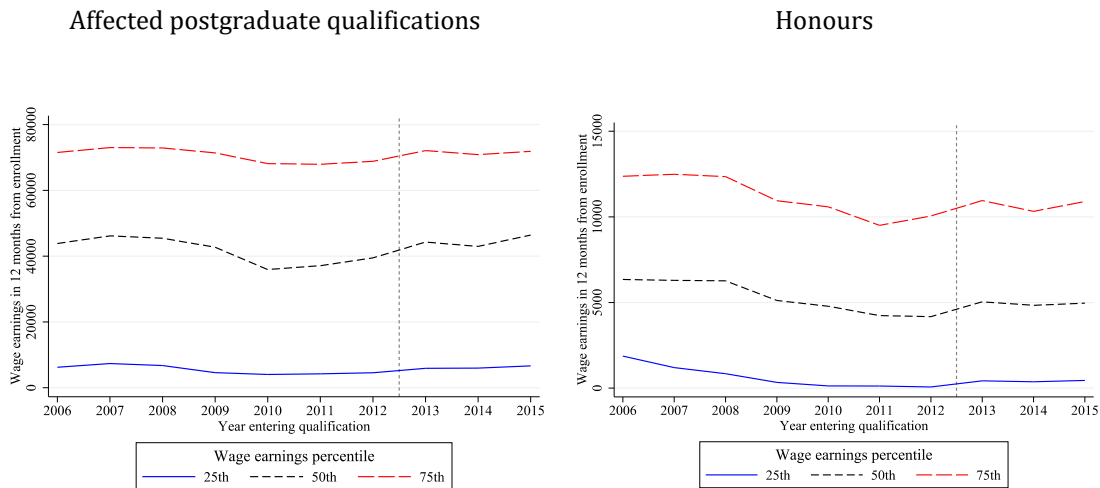 Affected postgraduate qualifications
Wage earnings in 12 months from enrollment
80000
60000
40000
20000
0
2006 2007 2008 2009 2010 2011 2012 2013 2014 2015
Year entering qualification
Wage earnings percentile
25th 50th 75th
Honours
Wage earnings in 12 months from enrollment
15000
10000
5000
0
2006 2007 2008 2009 2010 2011 2012 2013 2014 2015
Year entering qualification
Wage earnings percentile
25th 50th 75th